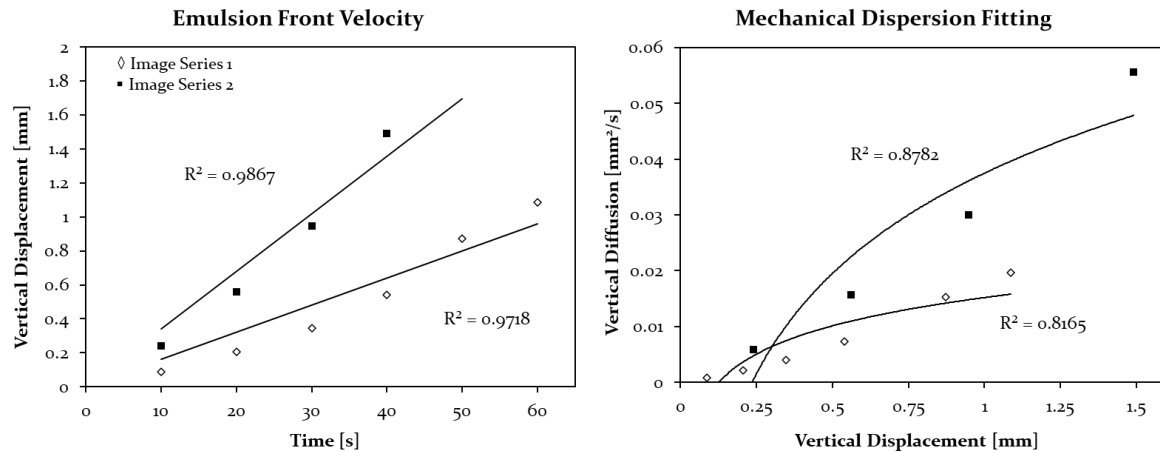 Emulsion Front Velocity
Vertical Displacement [mm]
2
1.8
1.6
1.4
1.2
1
0.8
0.6
0.4
0.2
0
◊ Image Series 1
▪ Image Series 2
R² = 0.9867
R² = 0.9718
0 10 20 30 40 50 60
Time [s]
Mechanical Dispersion Fitting
Vertical Diffusion [mm²/s]
0.06
0.05
0.04
0.03
0.02
0.01
0
R² = 0.8782
R² = 0.8165
0 0.25 0.5 0.75 1 1.25 1.5
Vertical Displacement [mm]